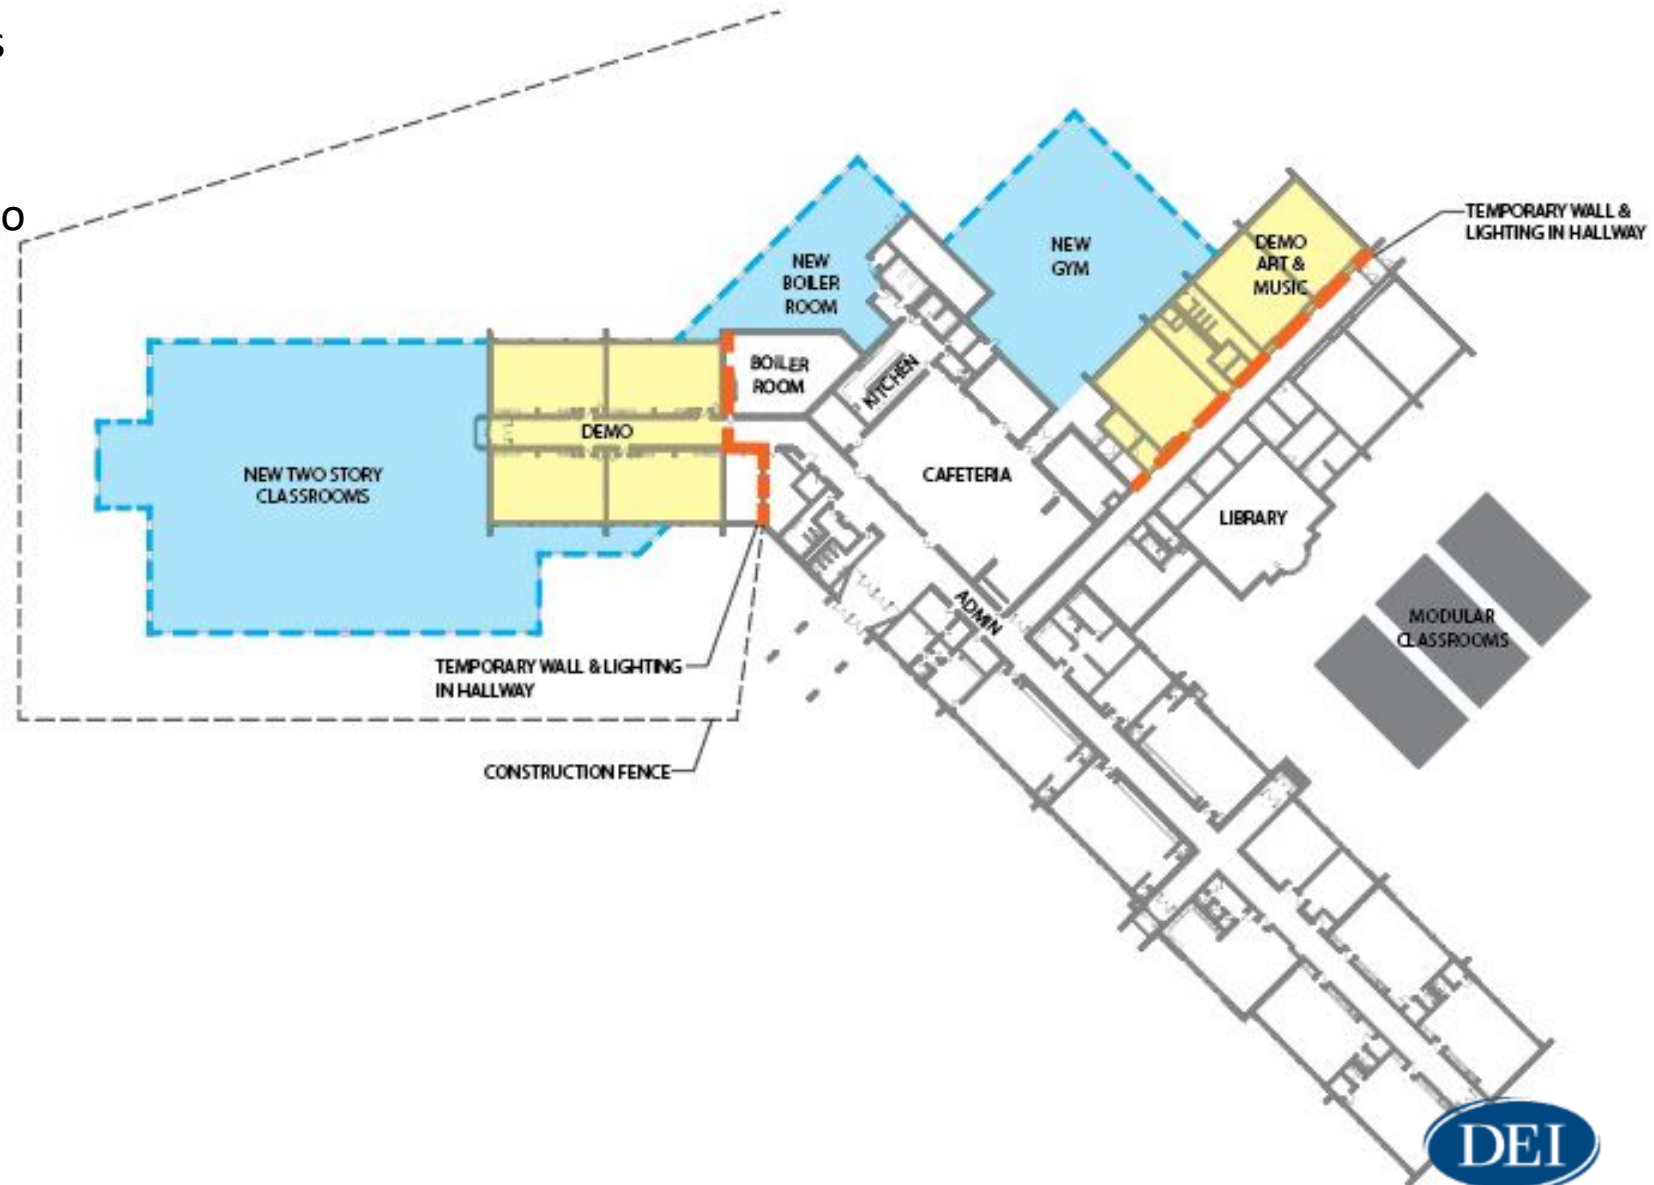 s
o
TEMPORARY WALL &
LIGHTING IN HALLWAY
DEMO
ART &
MUSIC
NEW
GYM
NEW
BOILER
ROOM
BOILER
ROOM
KITCHEN
DEMO
CAFETERIA
NEW TWO STORY
CLASSROOMS
LIBRARY
ADMIN
MODULAR
CLASSROOMS
TEMPORARY WALL & LIGHTING
IN HALLWAY
CONSTRUCTION FENCE
DEI